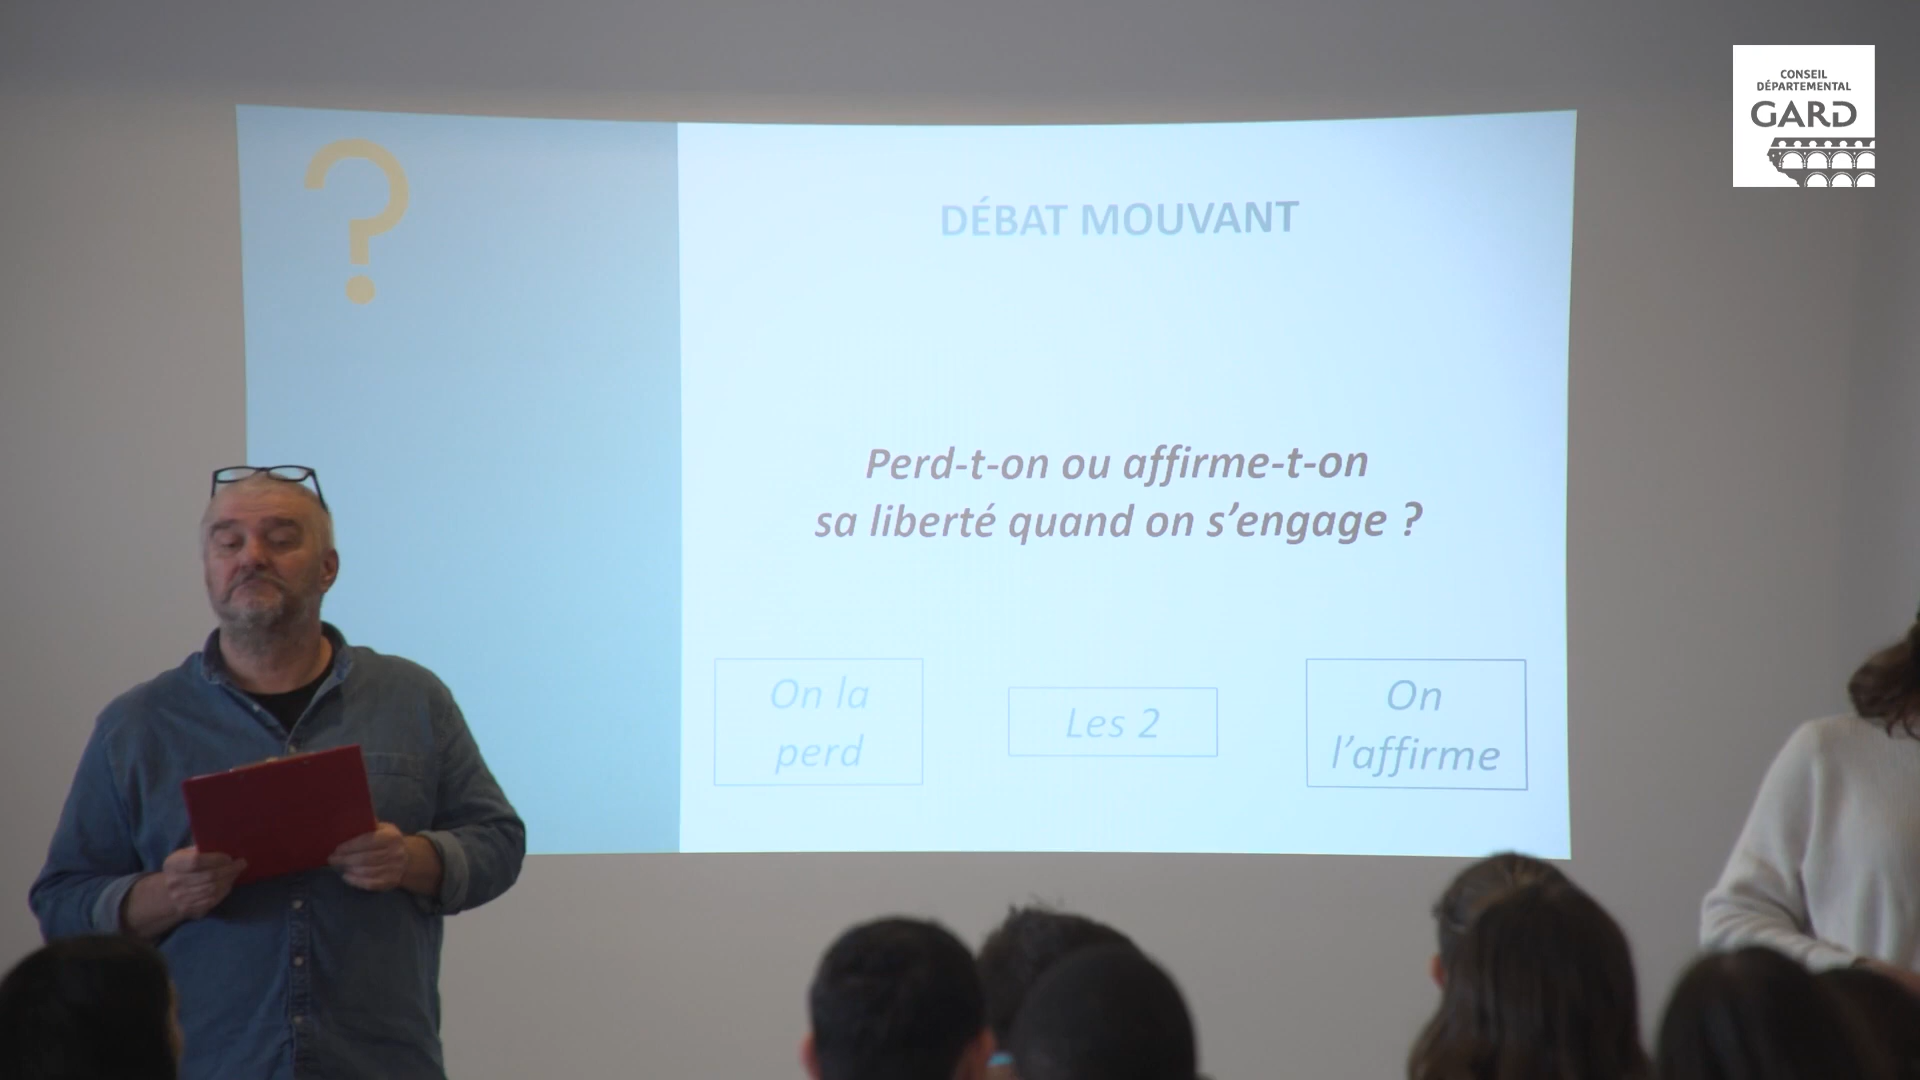 CONSEIL
DÉPARTEMENTAL
GARD
?
DÉBAT MOUVANT
Perd-t-on ou affirme-t-on
sa liberté quand on s’engage ?
On la
perd
Les 2
On
l’affirme